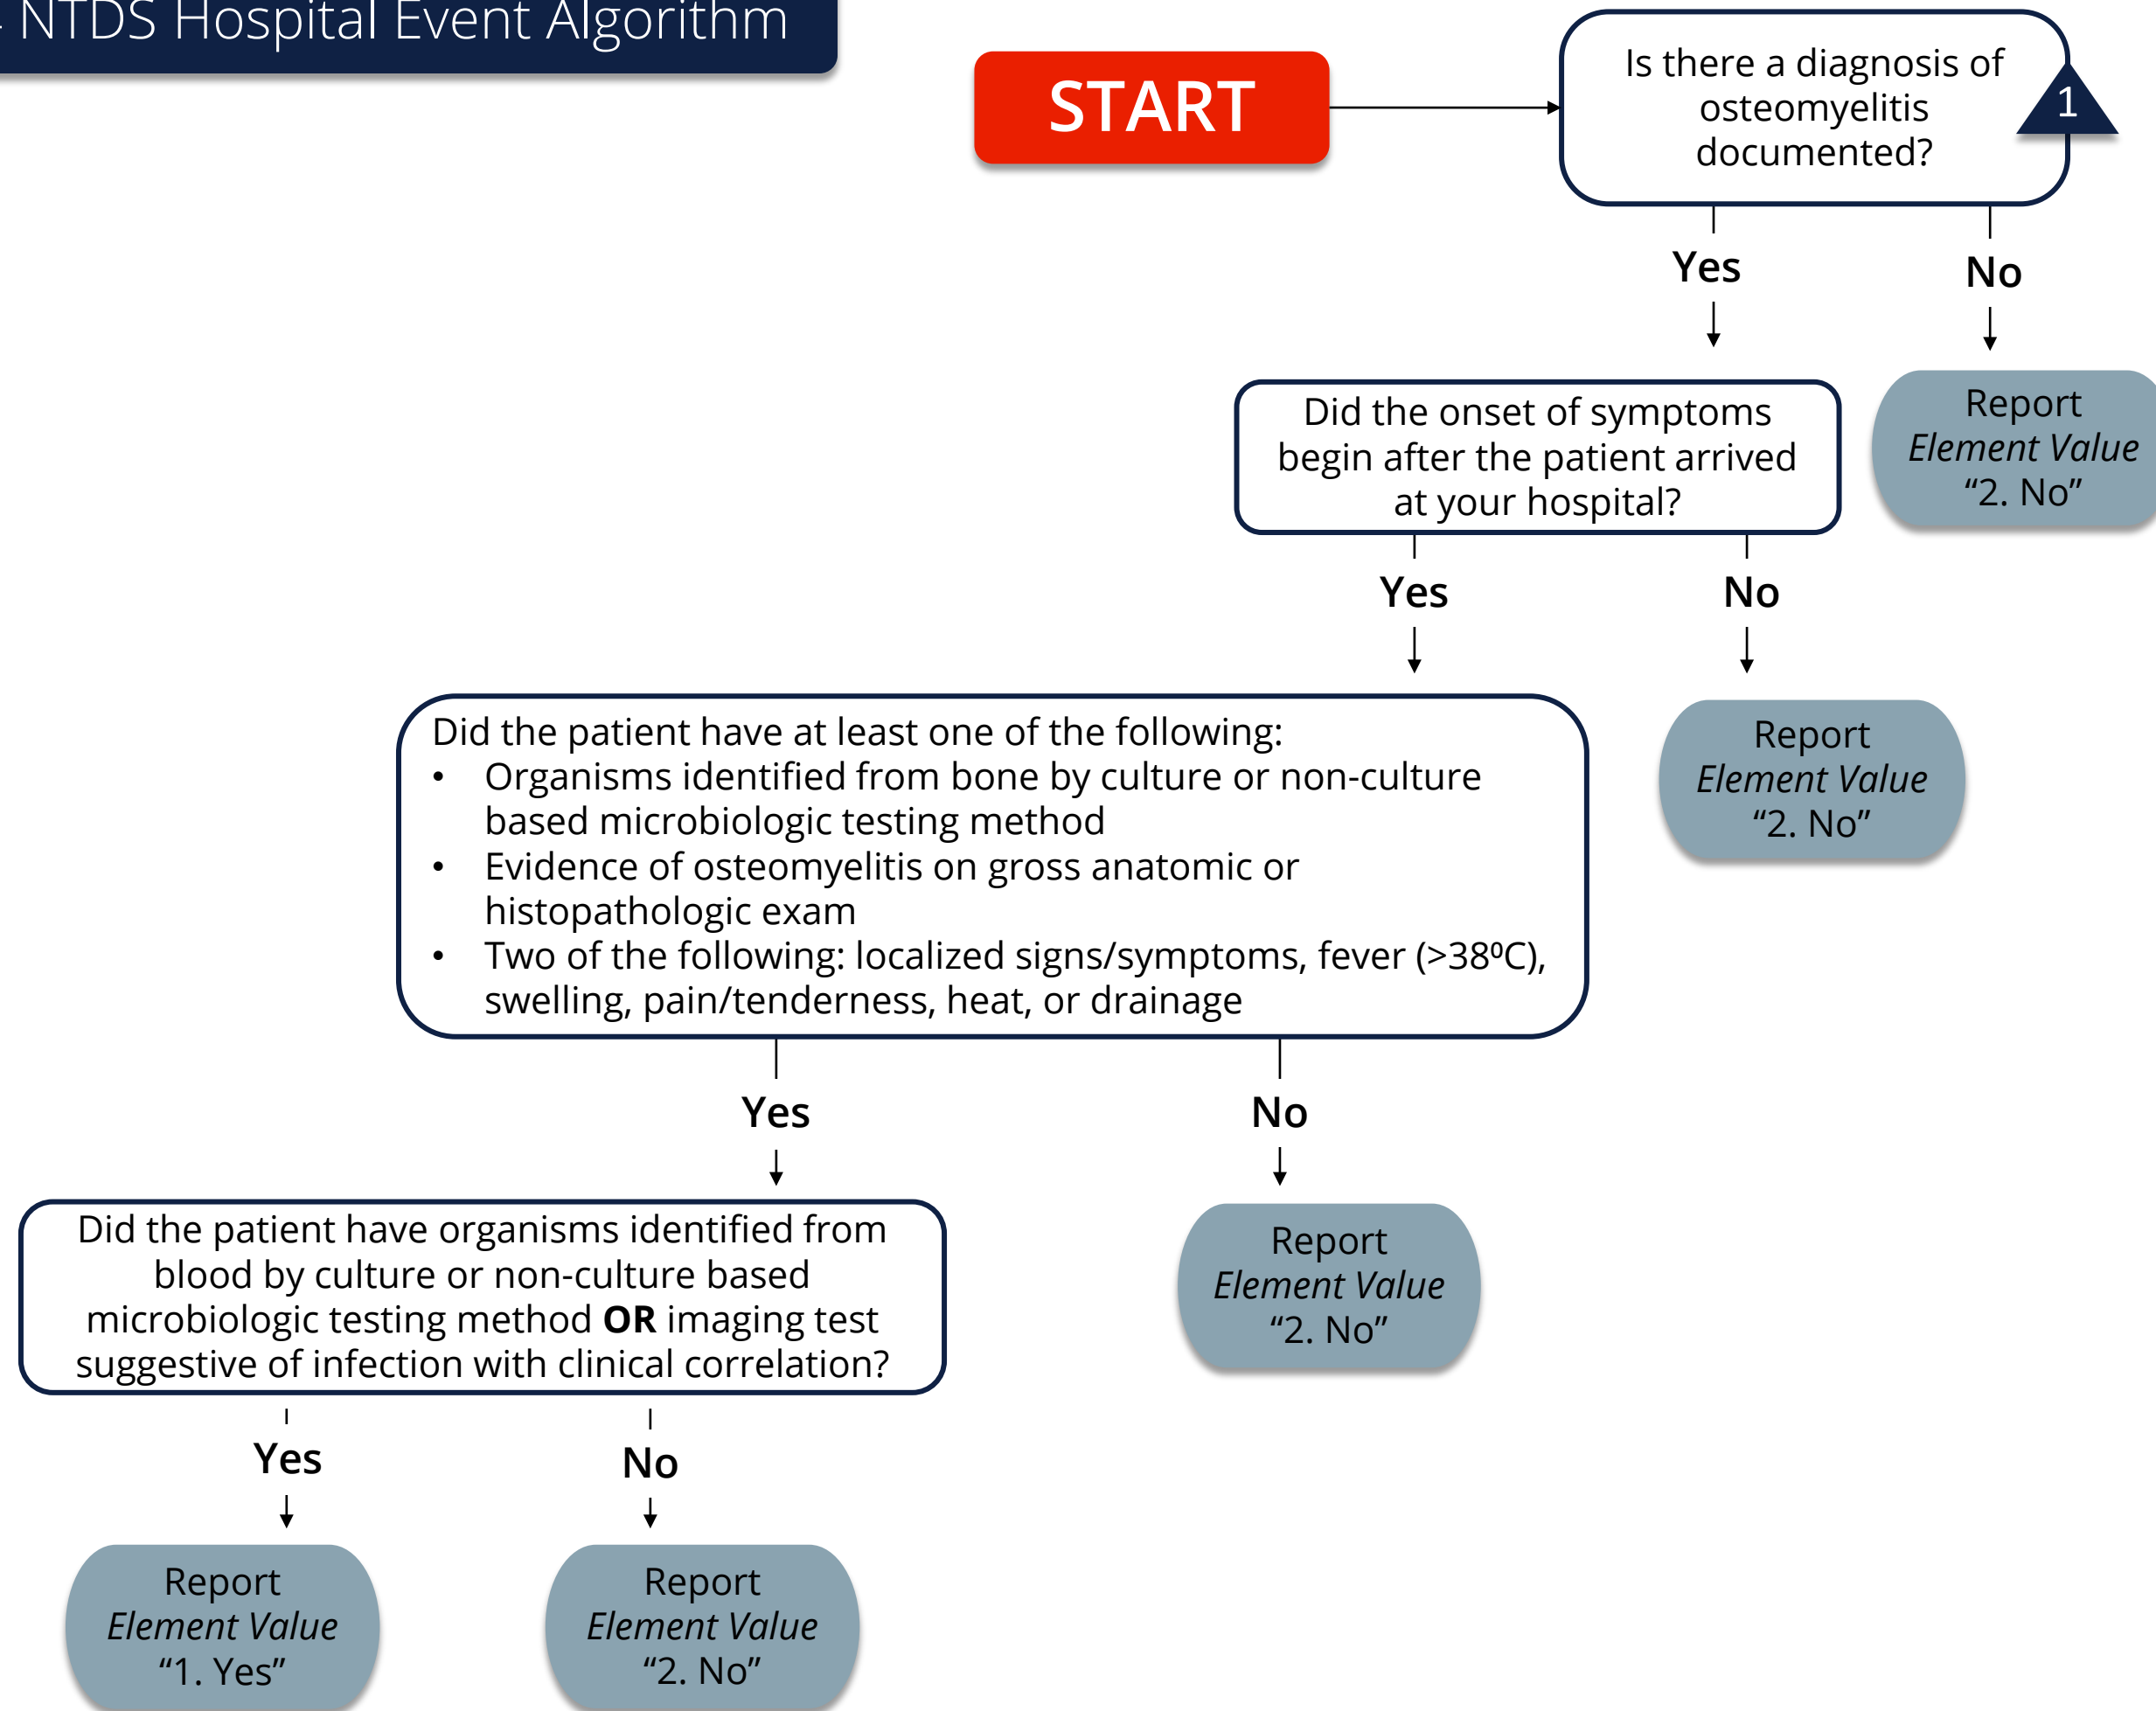 NTDS Hospital Event Algorithm
START
Is there a diagnosis of
osteomyelitis
documented?
1
Yes
No
Report
Element Value
“2. No”
Did the onset of symptoms
begin after the patient arrived
at your hospital?
Yes
No
Report
Element Value
“2. No”
Did the patient have at least one of the following:
• Organisms identified from bone by culture or non-culture
based microbiologic testing method
• Evidence of osteomyelitis on gross anatomic or
histopathologic exam
• Two of the following: localized signs/symptoms, fever (>38⁰C),
swelling, pain/tenderness, heat, or drainage
Yes
No
Report
Element Value
“2. No”
Did the patient have organisms identified from
blood by culture or non-culture based
microbiologic testing method OR imaging test
suggestive of infection with clinical correlation?
Yes
No
Report
Element Value
“1. Yes”
Report
Element Value
“2. No”